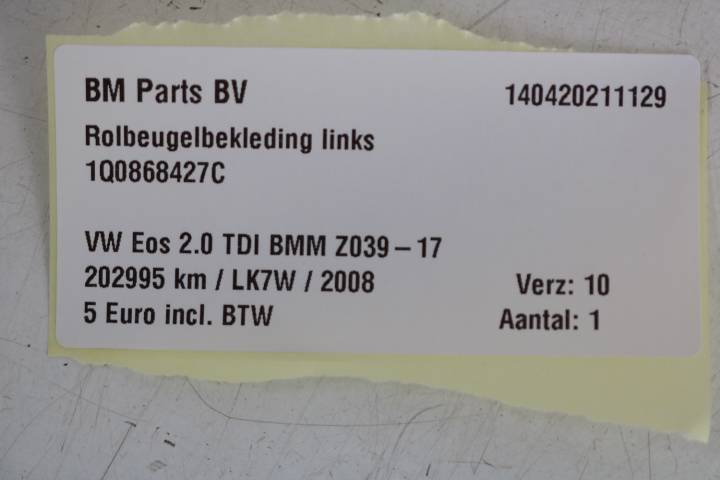 BM Parts BV 140420211129
Rolbeugelbekleding links
1Q0868427C
VW Eos 2.0 TDI BMM Z039-17
202995 km / LK7W / 2008 Verz: 10
5 Euro incl. BTW Aantal: 1